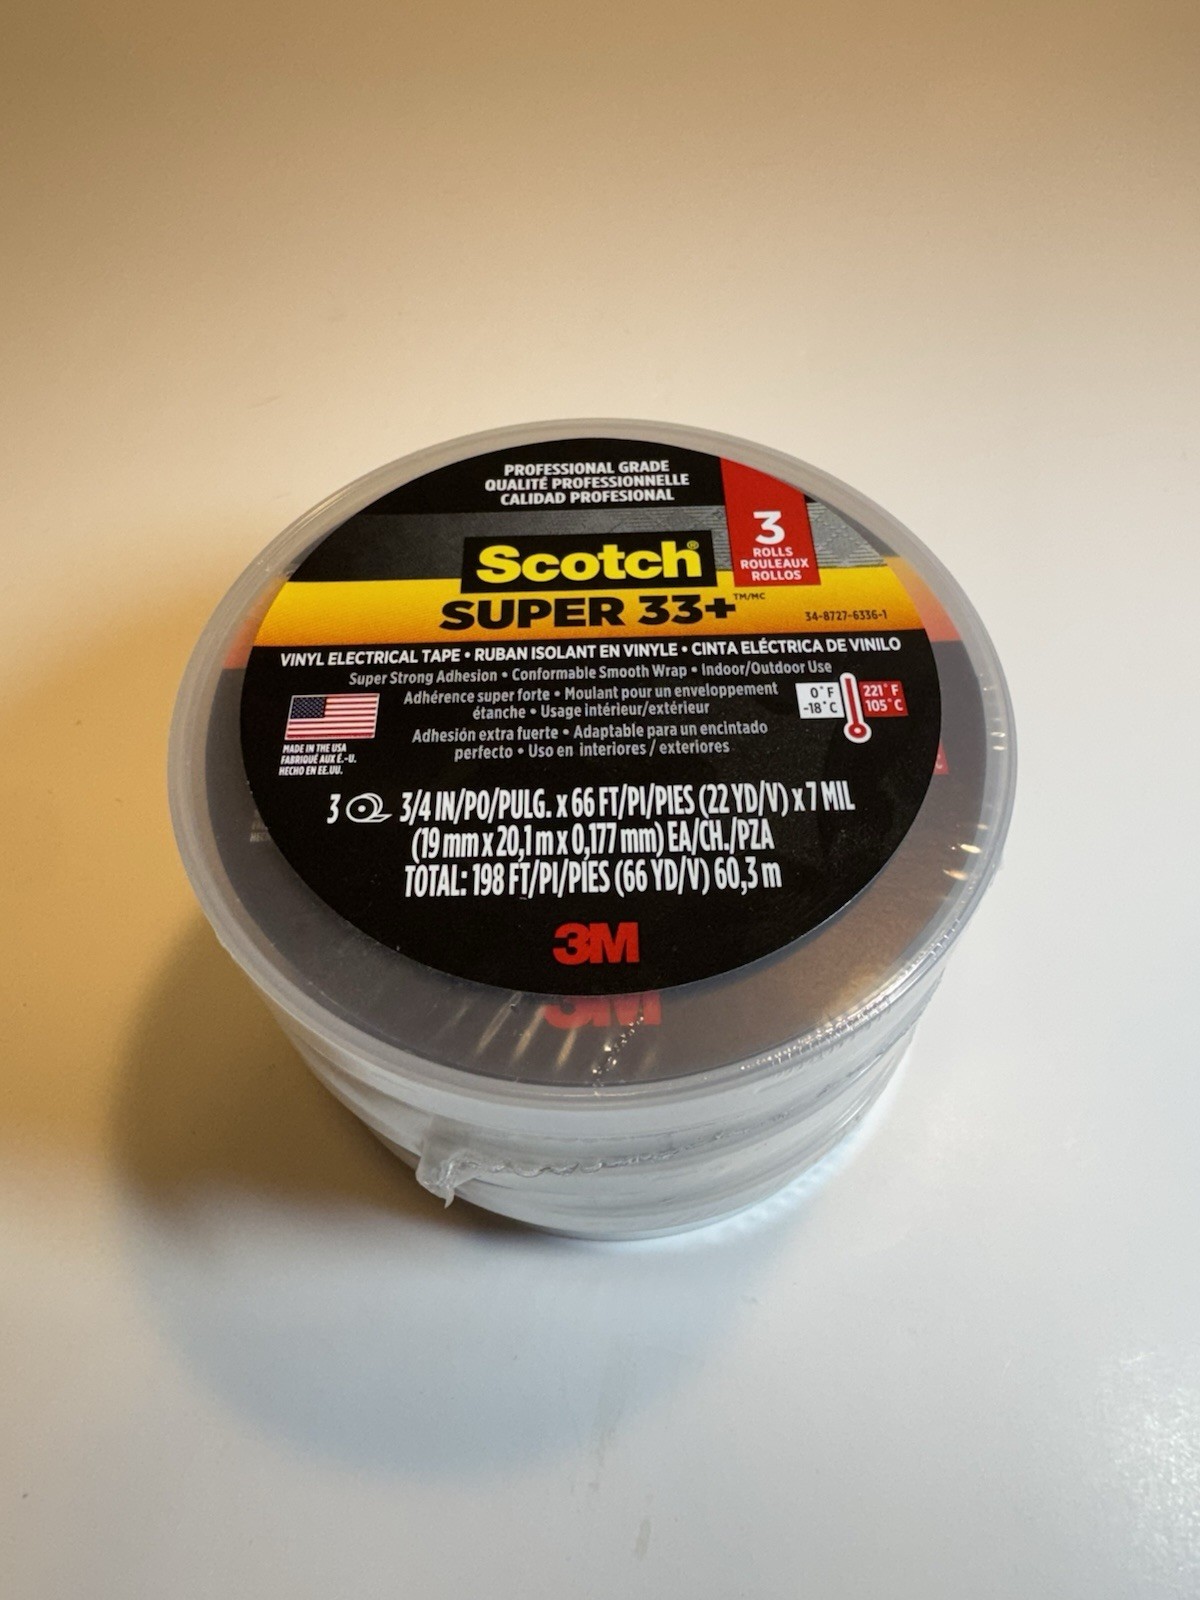 PROFESSIONAL GRADE
QUALITÉ PROFESSIONNELLE
CALIDAD PROFESIONAL
3
ROLLS
ROULEAUX
ROLLOS
Scotch®
SUPER 33+™/MC
34-8727-6336-1
VINYL ELECTRICAL TAPE • RUBAN ISOLANT EN VINYLE • CINTA ELÉCTRICA DE VINILO
Super Strong Adhesion • Conformable Smooth Wrap • Indoor/Outdoor Use
Adhérence super forte • Moulant pour un enveloppement
étanche • Usage intérieur/extérieur
Adhesión extra fuerte • Adaptable para un encintado
perfecto • Uso en interiores / exteriores
0°F
-18°C
221°F
105°C
MADE IN THE USA
FABRIQUÉ AUX É.-U.
HECHO EN EE.UU.
3 3/4 IN/PO/PULG. x 66 FT/PI/PIES (22 YD/V) x 7 MIL
(19 mm x 20,1 m x 0,177 mm) EA/CH./PZA
TOTAL: 198 FT/PI/PIES (66 YD/V) 60,3 m
3M
3M